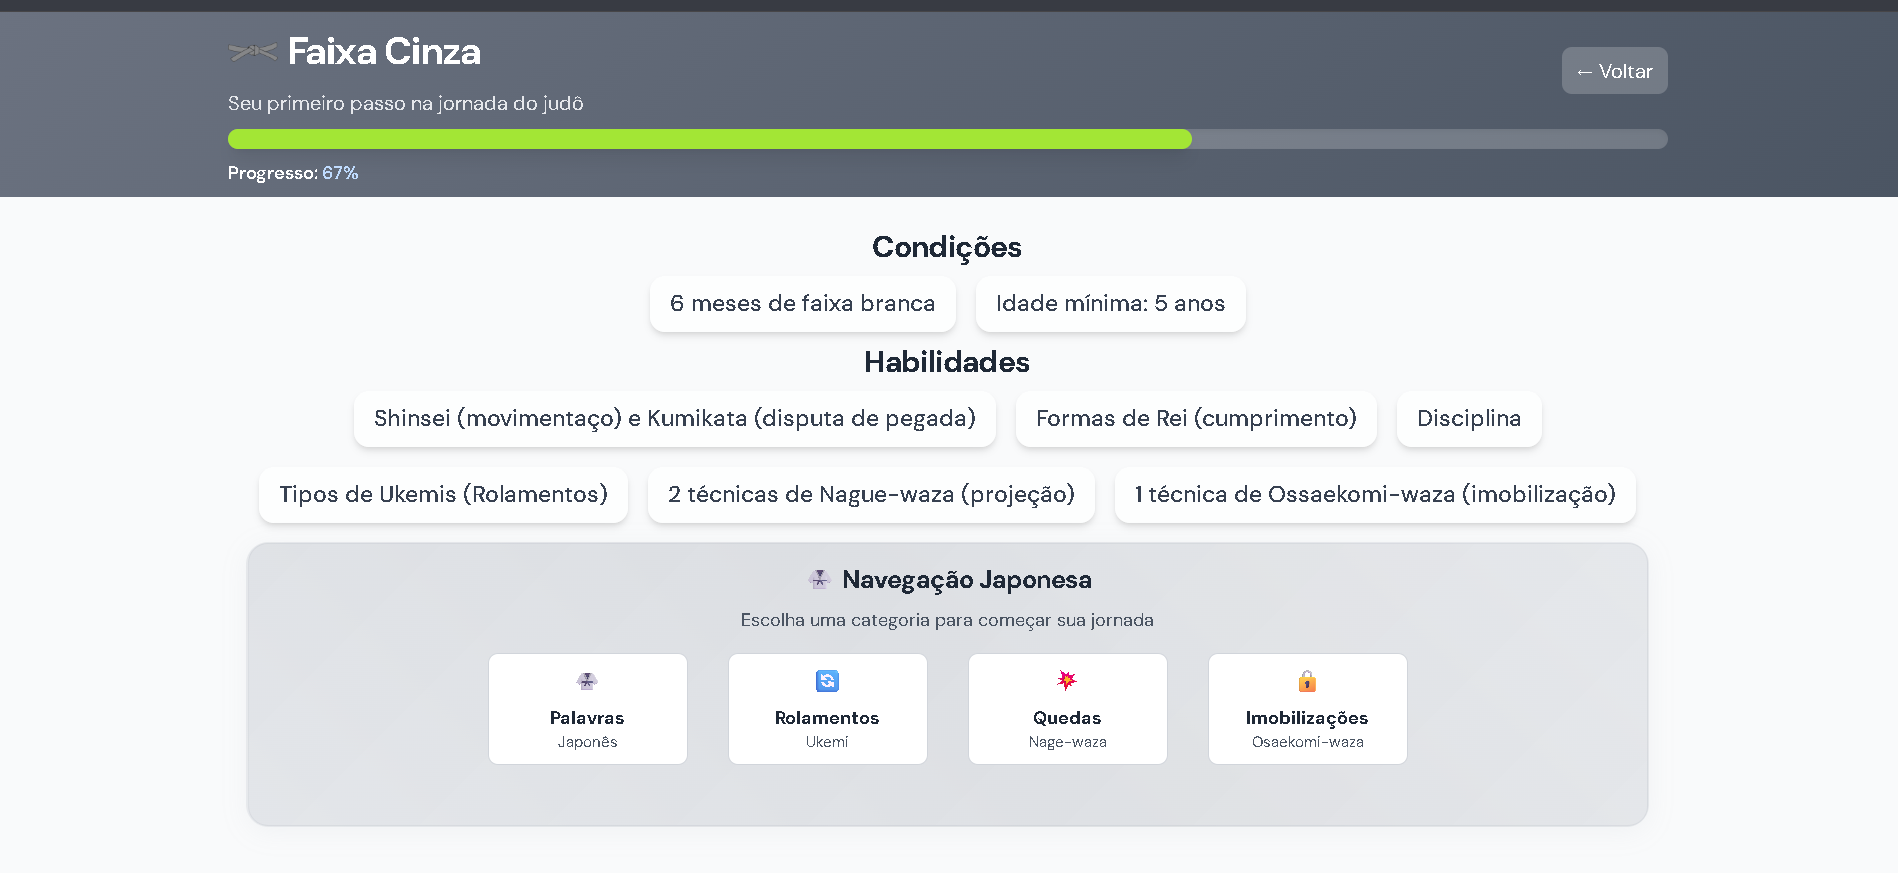 Faixa Cinza
← Voltar
Seu primeiro passo na jornada do judô
Progresso: 67%
Condições
6 meses de faixa branca
Idade mínima: 5 anos
Habilidades
Shinsei (movimentaço) e Kumikata (disputa de pegada)
Formas de Rei (cumprimento)
Disciplina
Tipos de Ukemis (Rolamentos)
2 técnicas de Nague-waza (projeção)
1 técnica de Ossaekomi-waza (imobilização)
Navegação Japonesa
Escolha uma categoria para começar sua jornada
Palavras
Japonês
Rolamentos
Ukemi
Quedas
Nage-waza
Imobilizações
Osaekomi-waza